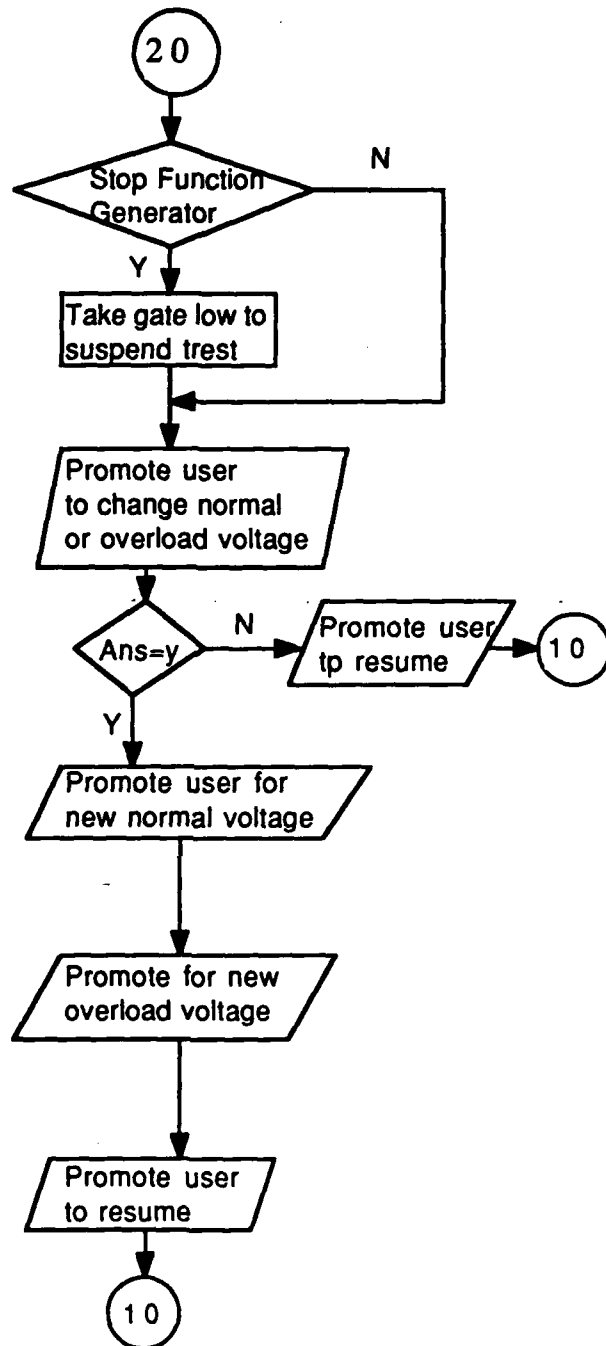 20
Stop Function
Generator
N
Y
Take gate low to
suspend trest
Promote user
to change normal
or overload voltage
Ans=y
N
Promote user
tp resume
10
Y
Promote user for
new normal voltage
Promote for new
overload voltage
Promote user
to resume
10